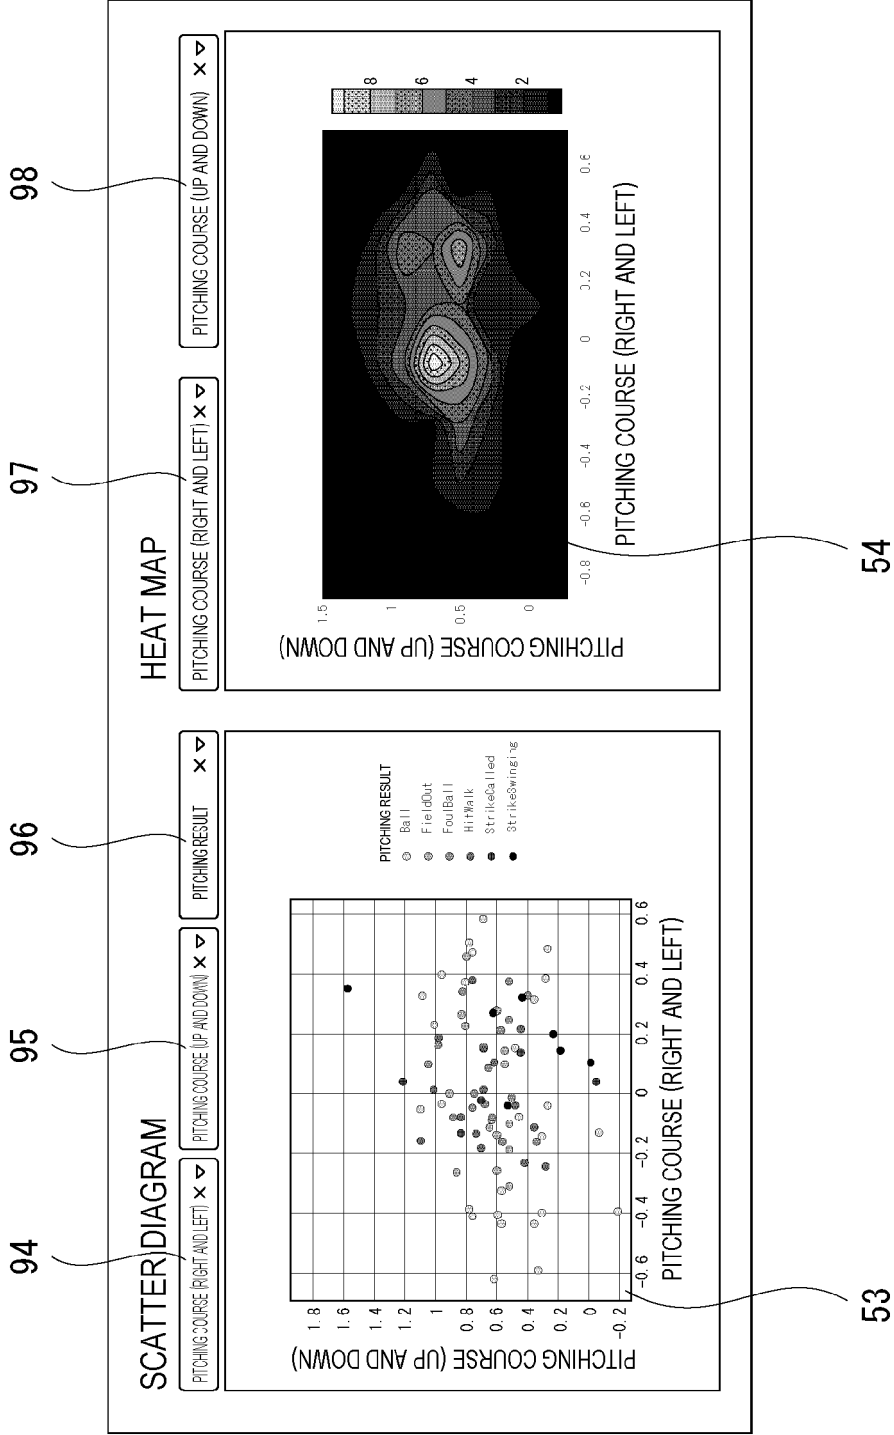 94
95
96
97
98
SCATTER DIAGRAM
PITCHING COURSE (RIGHT AND LEFT)
PITCHING COURSE (UP AND DOWN)
PITCHING RESULT
PITCHING COURSE (UP AND DOWN)
1.8
1.6
1.4
1.2
1
0.8
0.6
0.4
0.2
0
-0.2
-0.6
-0.4
-0.2
0
0.2
0.4
0.6
PITCHING COURSE (RIGHT AND LEFT)
PITCHING RESULT
Ball
FieldOut
FoulBall
HitWalk
StrikeCalled
StrikeSwinging
53
HEAT MAP
PITCHING COURSE (RIGHT AND LEFT)
PITCHING COURSE (UP AND DOWN)
PITCHING COURSE (UP AND DOWN)
1.5
1
0.5
0
-0.8
-0.6
-0.4
-0.2
0
0.2
0.4
0.6
PITCHING COURSE (RIGHT AND LEFT)
8
6
4
2
54